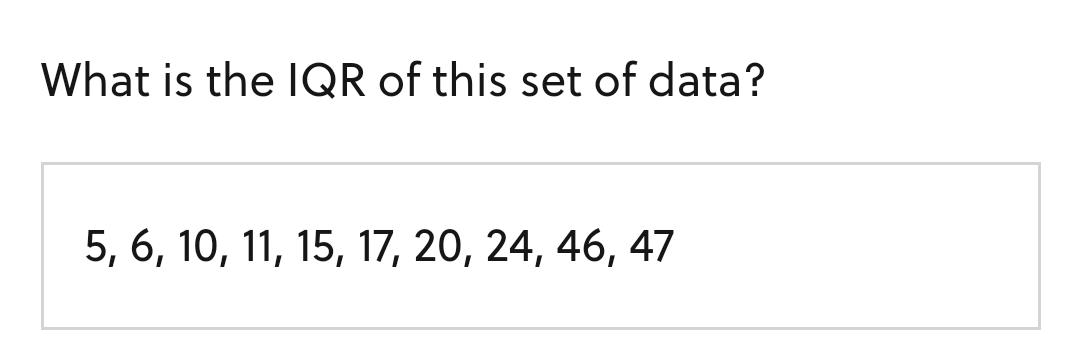 What is the IQR of this set of data?
5, 6, 10, 11, 15, 17, 20, 24, 46, 47